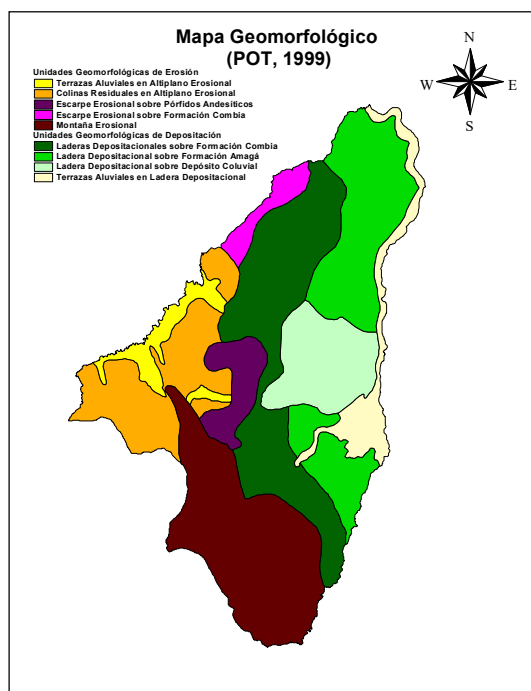 Mapa Geomorfológico
(POT, 1999)
N
W
E
S
Unidades Geomorfológicas de Erosión
Terrazas Aluviales en Altiplano Erosional
Colinas Residuales en Altiplano Erosional
Escarpe Erosional sobre Pórfidos Andesíticos
Escarpe Erosional sobre Formación Combia
Montaña Erosional
Unidades Geomorfológicas de Depositación
Laderas Depositacionales sobre Formación Combia
Ladera Depositacional sobre Formación Amagá
Ladera Depositacional sobre Depósito Coluvial
Terrazas Aluviales en Ladera Depositacional